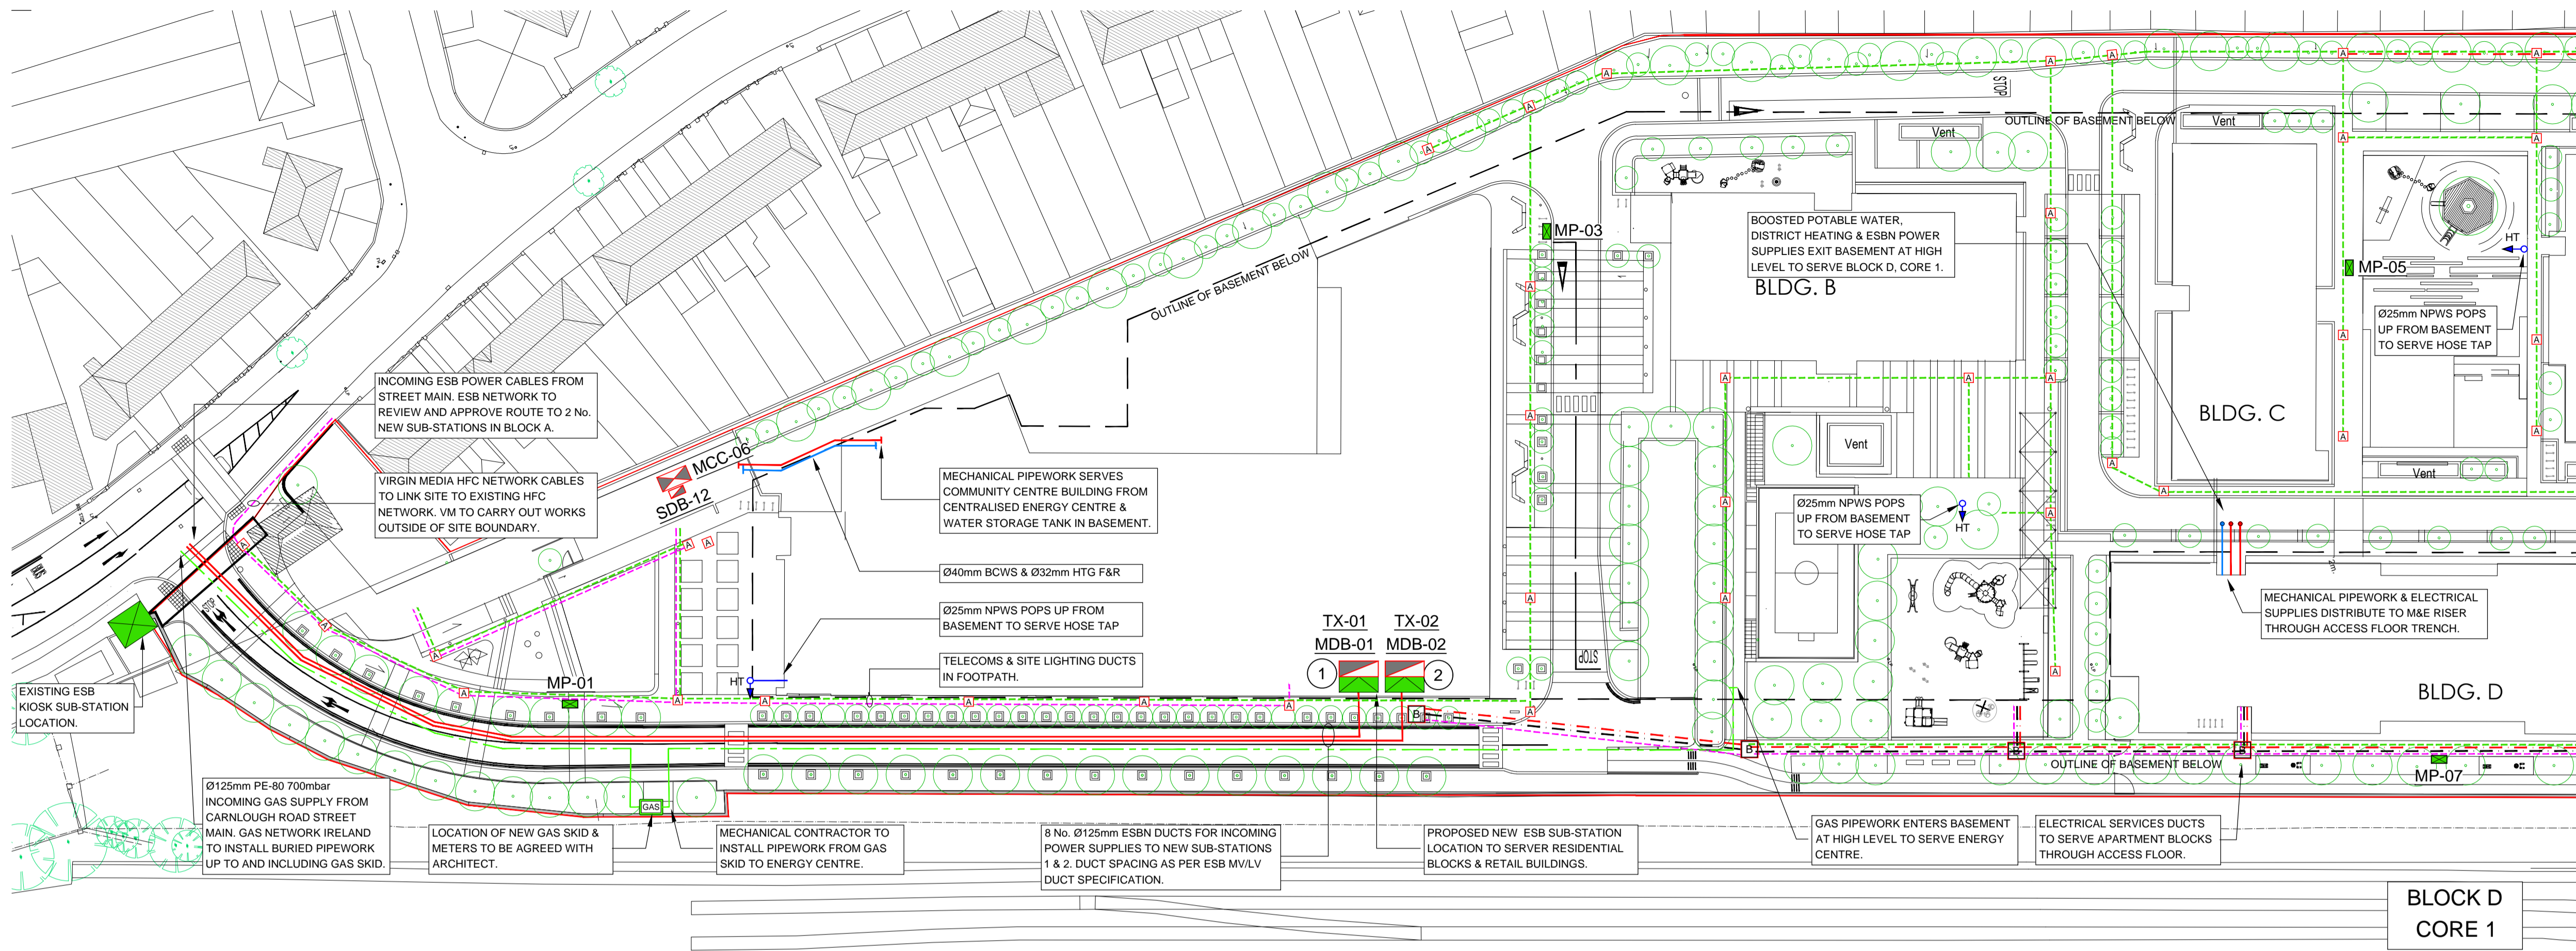 STOP
OUTLINE OF BASEMENT BELOW
Vent
Vent
BOOSTED POTABLE WATER,
DISTRICT HEATING & ESBN POWER
SUPPLIES EXIT BASEMENT AT HIGH
LEVEL TO SERVE BLOCK D, CORE 1.
BLDG. B
MP-03
MP-05
HT
Ø25mm NPWS POPS
UP FROM BASEMENT
TO SERVE HOSE TAP
OUTLINE OF BASEMENT BELOW
INCOMING ESB POWER CABLES FROM
STREET MAIN. ESB NETWORK TO
REVIEW AND APPROVE ROUTE TO 2 No.
NEW SUB-STATIONS IN BLOCK A.
BLDG. C
Vent
Vent
MCC-06
SDB-12
VIRGIN MEDIA HFC NETWORK CABLES
TO LINK SITE TO EXISTING HFC
NETWORK. VM TO CARRY OUT WORKS
OUTSIDE OF SITE BOUNDARY.
MECHANICAL PIPEWORK SERVES
COMMUNITY CENTRE BUILDING FROM
CENTRALISED ENERGY CENTRE &
WATER STORAGE TANK IN BASEMENT.
Ø25mm NPWS POPS
UP FROM BASEMENT
TO SERVE HOSE TAP
HT
BUS
STOP
2m
Ø40mm BCWS & Ø32mm HTG F&R
Ø25mm NPWS POPS UP FROM
BASEMENT TO SERVE HOSE TAP
MECHANICAL PIPEWORK & ELECTRICAL
SUPPLIES DISTRIBUTE TO M&E RISER
THROUGH ACCESS FLOOR TRENCH.
TELECOMS & SITE LIGHTING DUCTS
IN FOOTPATH.
TX-01
TX-02
MDB-01
MDB-02
1
2
STOP
HT
MP-01
EXISTING ESB
KIOSK SUB-STATION
LOCATION.
BLDG. D
B
B
OUTLINE OF BASEMENT BELOW
MP-07
GAS
Ø125mm PE-80 700mbar
INCOMING GAS SUPPLY FROM
CARNLOUGH ROAD STREET
MAIN. GAS NETWORK IRELAND
TO INSTALL BURIED PIPEWORK
UP TO AND INCLUDING GAS SKID.
LOCATION OF NEW GAS SKID &
METERS TO BE AGREED WITH
ARCHITECT.
MECHANICAL CONTRACTOR TO
INSTALL PIPEWORK FROM GAS
SKID TO ENERGY CENTRE.
8 No. Ø125mm ESBN DUCTS FOR INCOMING
POWER SUPPLIES TO NEW SUB-STATIONS
1 & 2. DUCT SPACING AS PER ESB MV/LV
DUCT SPECIFICATION.
PROPOSED NEW ESB SUB-STATION
LOCATION TO SERVER RESIDENTIAL
BLOCKS & RETAIL BUILDINGS.
GAS PIPEWORK ENTERS BASEMENT
AT HIGH LEVEL TO SERVE ENERGY
CENTRE.
ELECTRICAL SERVICES DUCTS
TO SERVE APARTMENT BLOCKS
THROUGH ACCESS FLOOR.
BLOCK D
CORE 1